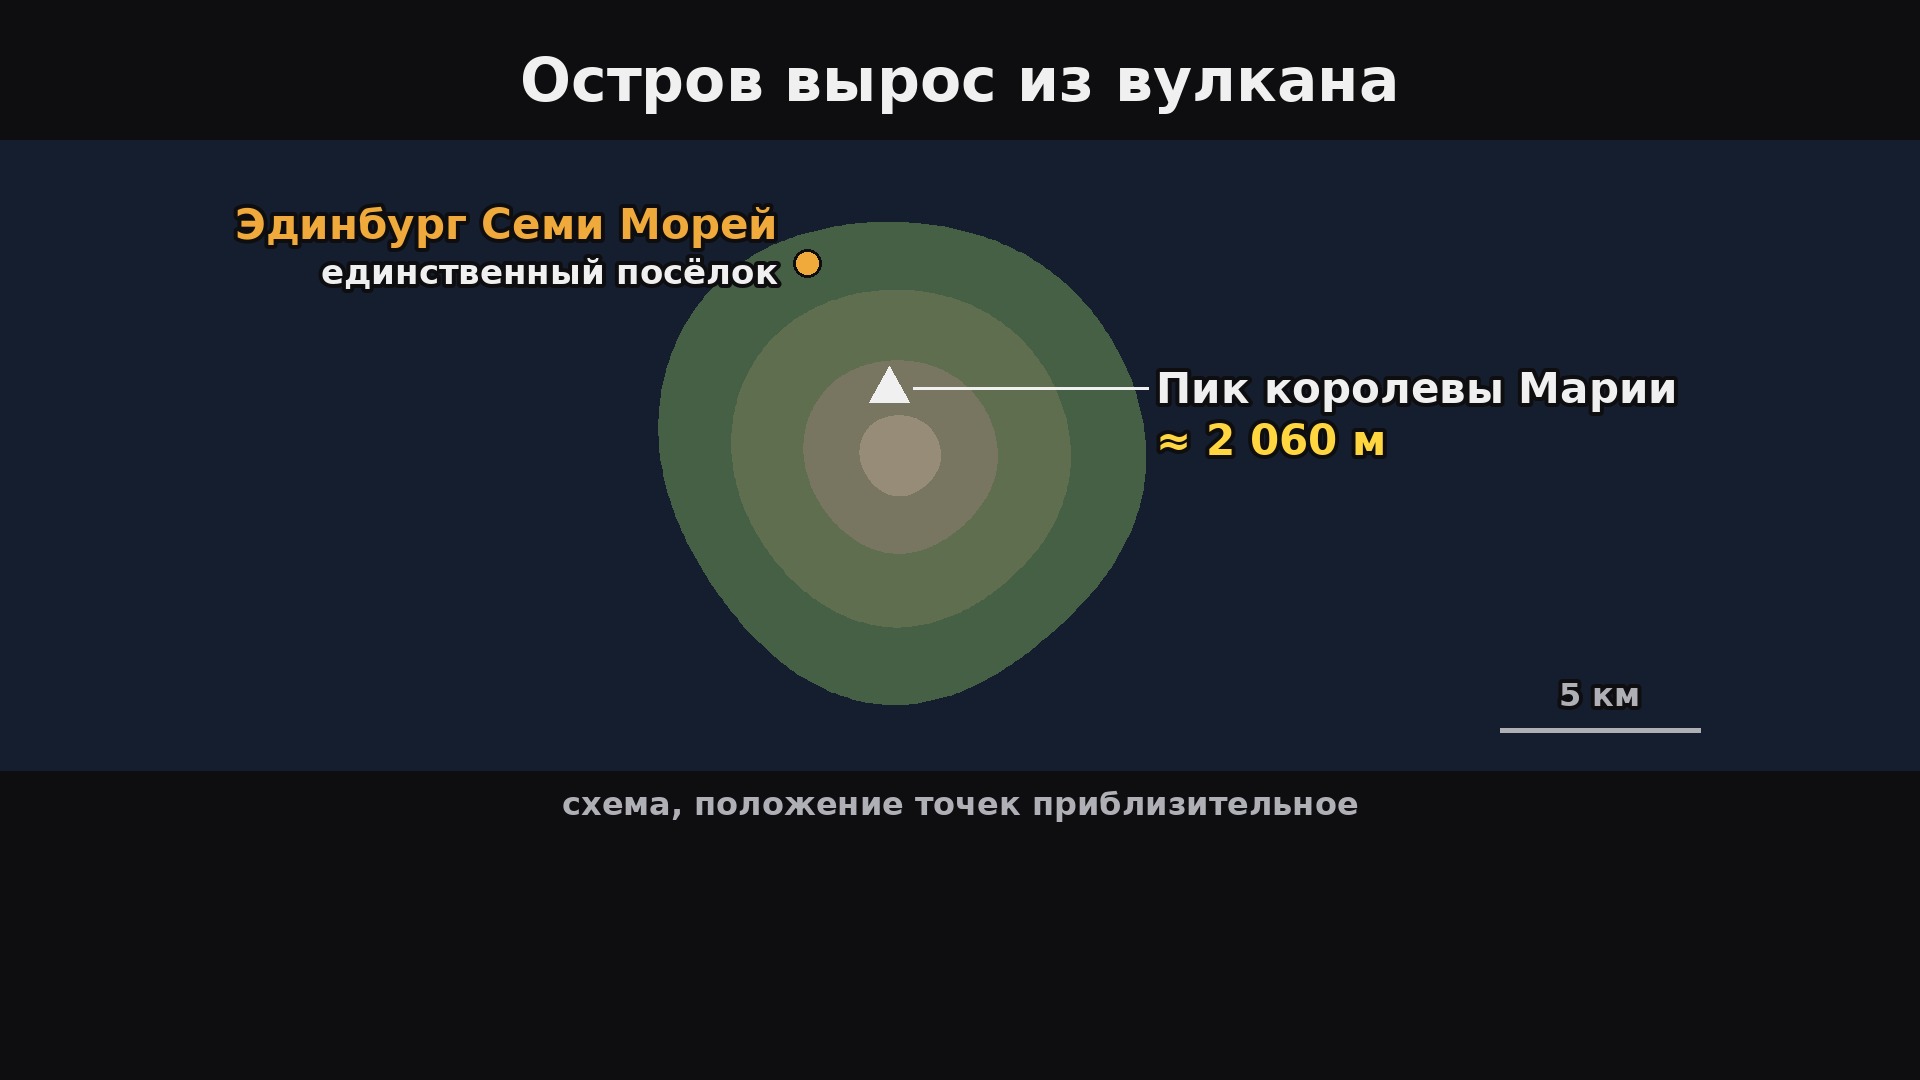 Остров вырос из вулкана
Эдинбург Семи Морей
единственный посёлок
Пик королевы Марии
≈ 2 060 м
5 км
схема, положение точек приблизительное